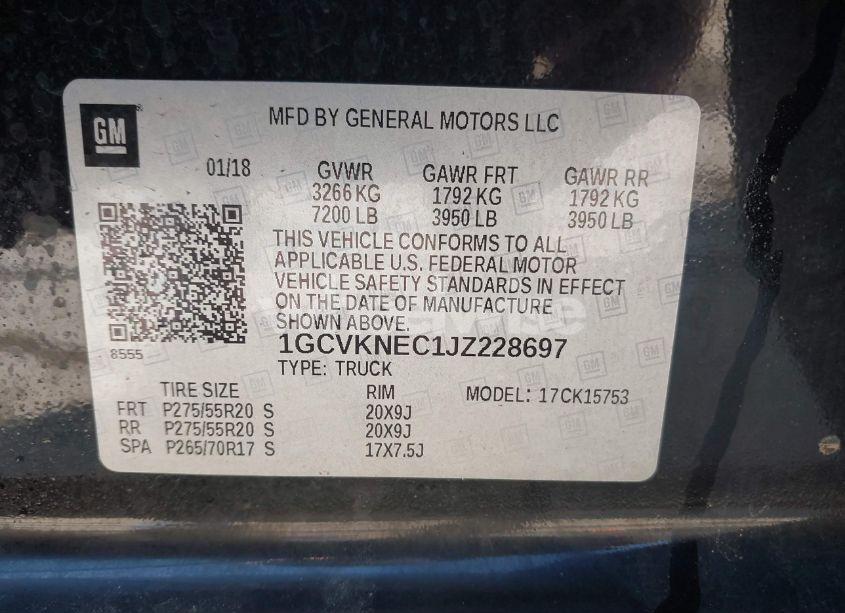 GM
MFD BY GENERAL MOTORS LLC
01/18 GVWR GAWR FRT GAWR RR
3266 KG 1792 KG 1792 KG
7200 LB 3950 LB 3950 LB
THIS VEHICLE CONFORMS TO ALL
APPLICABLE U.S. FEDERAL MOTOR
VEHICLE SAFETY STANDARDS IN EFFECT
ON THE DATE OF MANUFACTURE
SHOWN ABOVE.
8555
1GCVKNEC1JZ228697
TYPE: TRUCK
TIRE SIZE RIM MODEL: 17CK15753
FRT P275/55R20 S 20X9J
RR P275/55R20 S 20X9J
SPA P265/70R17 S 17X7.5J